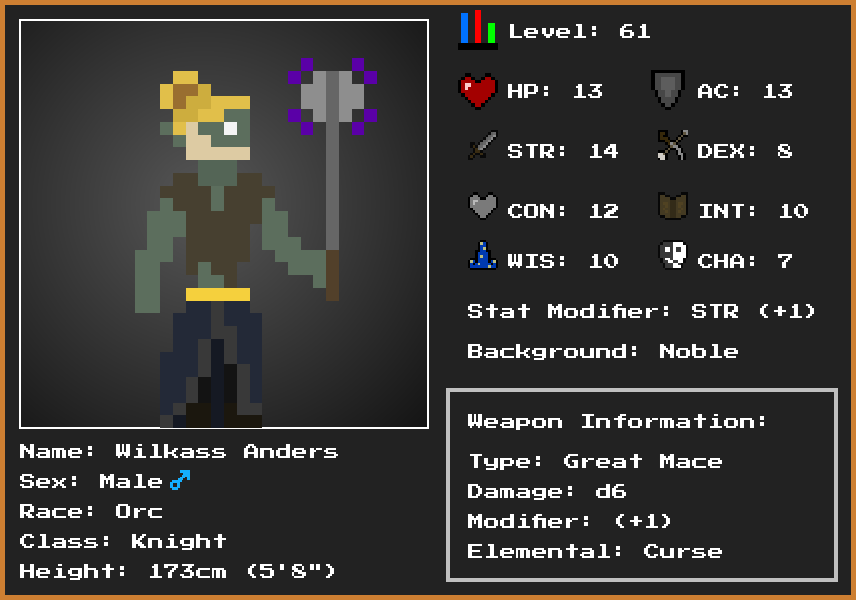 Level: 61
HP: 13
AC: 13
STR: 14
DEX: 8
CON: 12
INT: 10
WIS: 10
CHA: 7
Stat Modifier: STR (+1)
Background: Noble
Weapon Information:
Type: Great Mace
Damage: d6
Modifier: (+1)
Elemental: Curse
Name: Wilkass Anders
Sex: Male ♂
Race: Orc
Class: Knight
Height: 173cm (5'8")